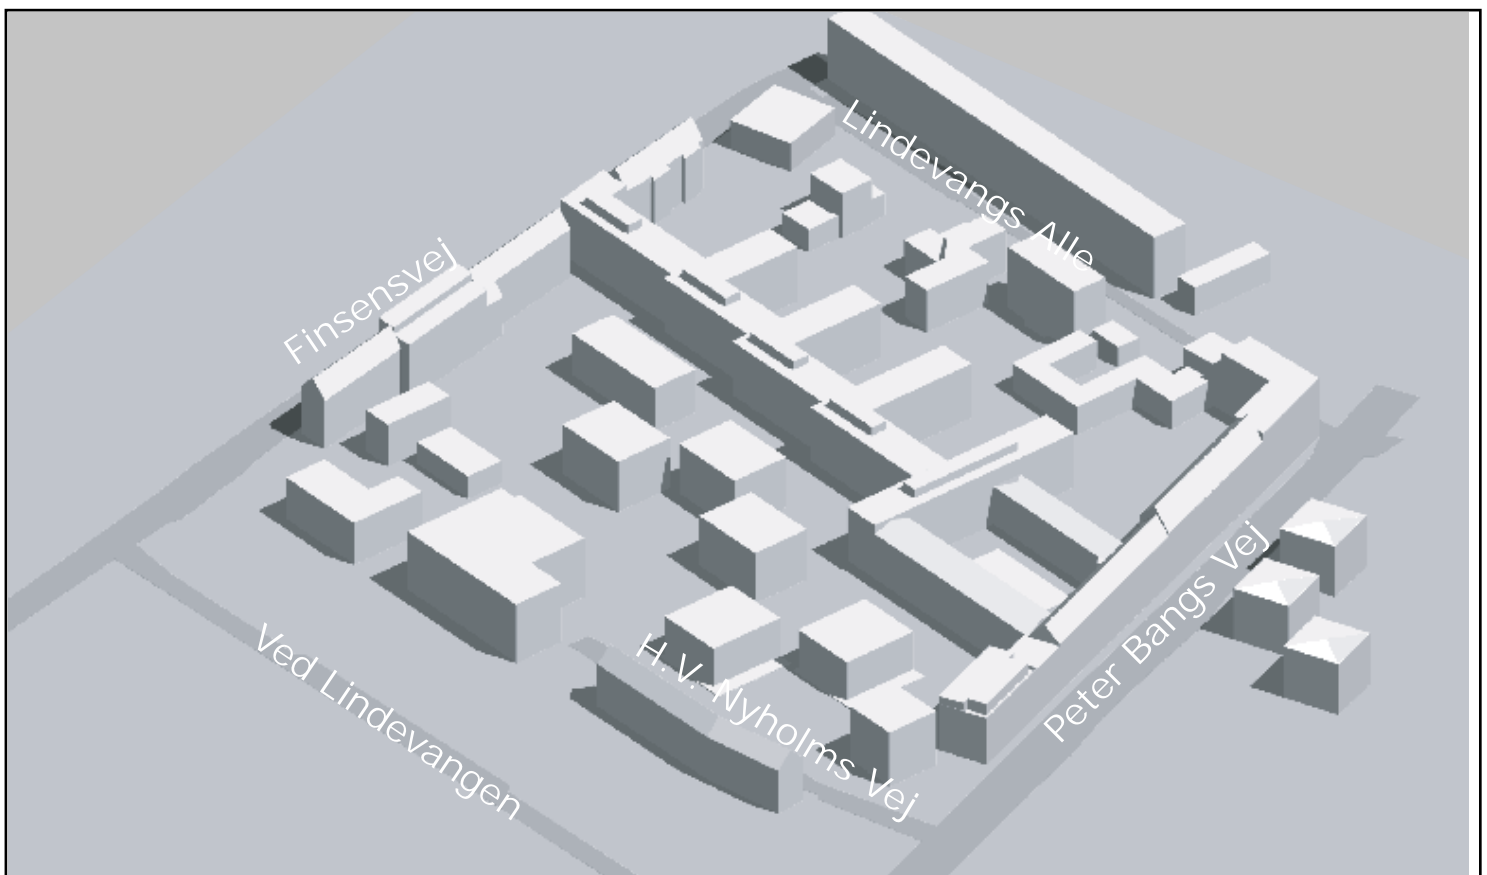 Lindevangs Alle
Finsensvej
Peter Bangs Vej
Ved Lindevangen
H.V. Nyholms Vej